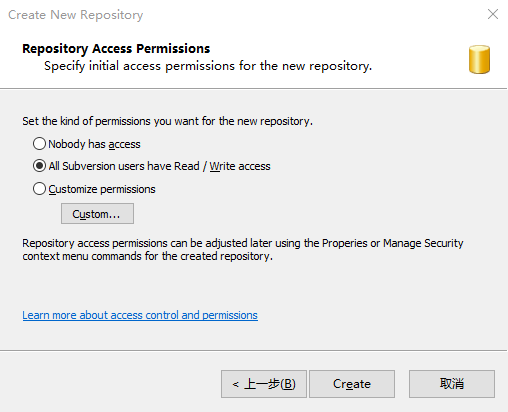 Create New Repository
Repository Access Permissions
Specify initial access permissions for the new repository.
Set the kind of permissions you want for the new repository.
Nobody has access
All Subversion users have Read / Write access
Customize permissions
Custom...
Repository access permissions can be adjusted later using the Properies or Manage Security
context menu commands for the created repository.
Learn more about access control and permissions
< 上一步(B)
Create
取消